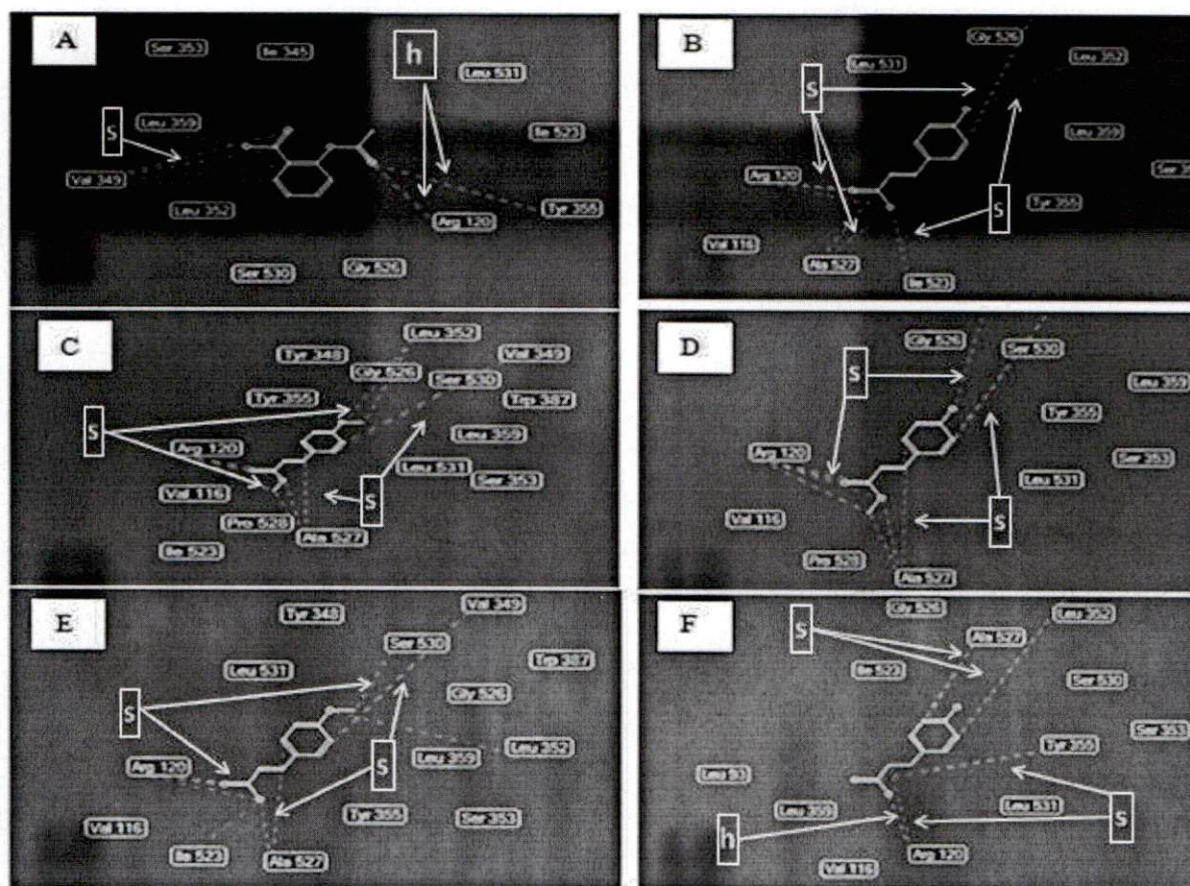 A
Ser 353
Ile 345
h
Leu 531
S
Leu 359
Ile 523
Val 349
Leu 352
Arg 120
Tyr 355
Ser 530
Gly 526
B
Gly 526
S
Leu 531
Leu 352
Leu 359
Arg 120
Ser 35
S
Tyr 355
Val 116
Ala 527
Ile 523
C
Leu 352
Tyr 348
Val 349
Gly 526
Ser 530
Tyr 355
Trp 387
S
Arg 120
Leu 359
Leu 531
Ser 353
Val 116
S
Pro 528
Ala 527
Ile 523
D
Gly 526
Ser 530
S
Leu 359
Tyr 355
Arg 120
Ser 353
Leu 531
Val 116
S
Pro 528
Ala 527
E
Tyr 348
Val 349
Ser 530
Leu 531
Trp 387
S
Gly 526
S
Leu 359
Leu 352
Arg 120
Tyr 355
Ser 353
Val 116
Ile 523
Ala 527
F
Gly 526
S
Ala 527
Leu 352
Ile 523
Ser 530
Ser 353
Tyr 355
Leu 93
Leu 359
Leu 531
S
h
Arg 120
Val 116